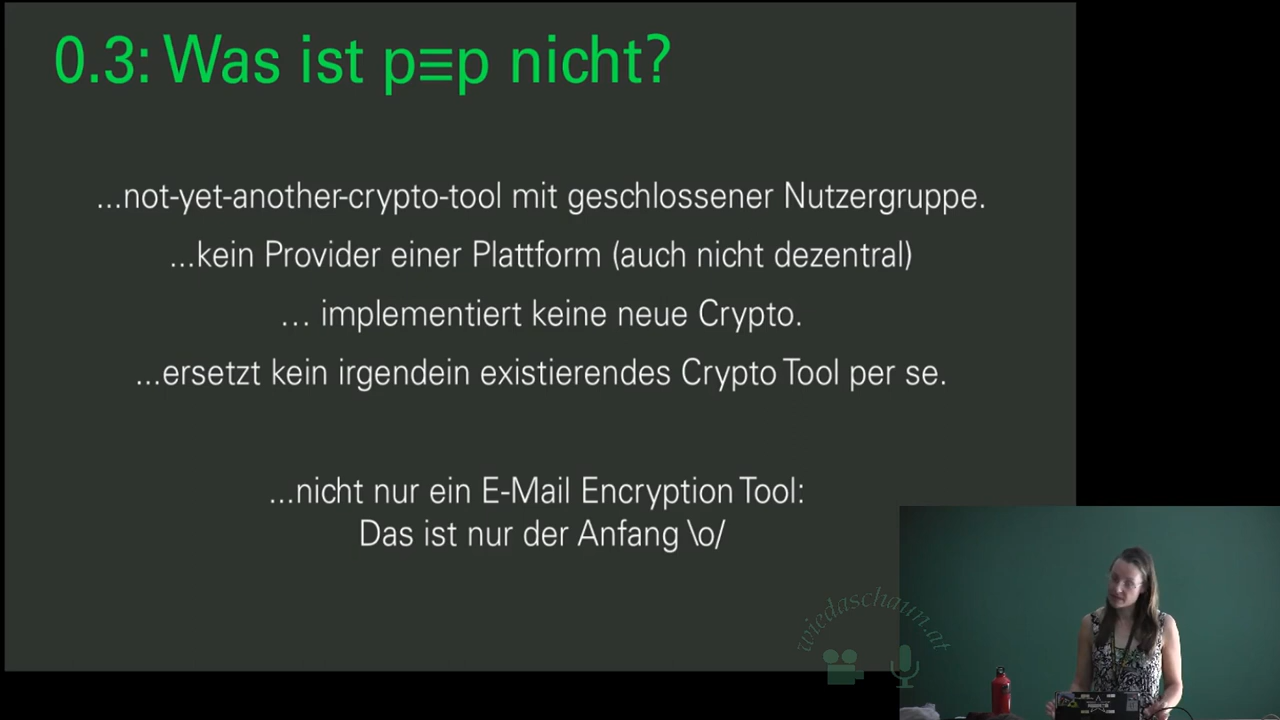 0.3: Was ist p≡p nicht?
...not-yet-another-crypto-tool mit geschlossener Nutzergruppe.
...kein Provider einer Plattform (auch nicht dezentral)
... implementiert keine neue Crypto.
...ersetzt kein irgendein existierendes Crypto Tool per se.
...nicht nur ein E-Mail Encryption Tool:
Das ist nur der Anfang \o/
wiedaschaun.at